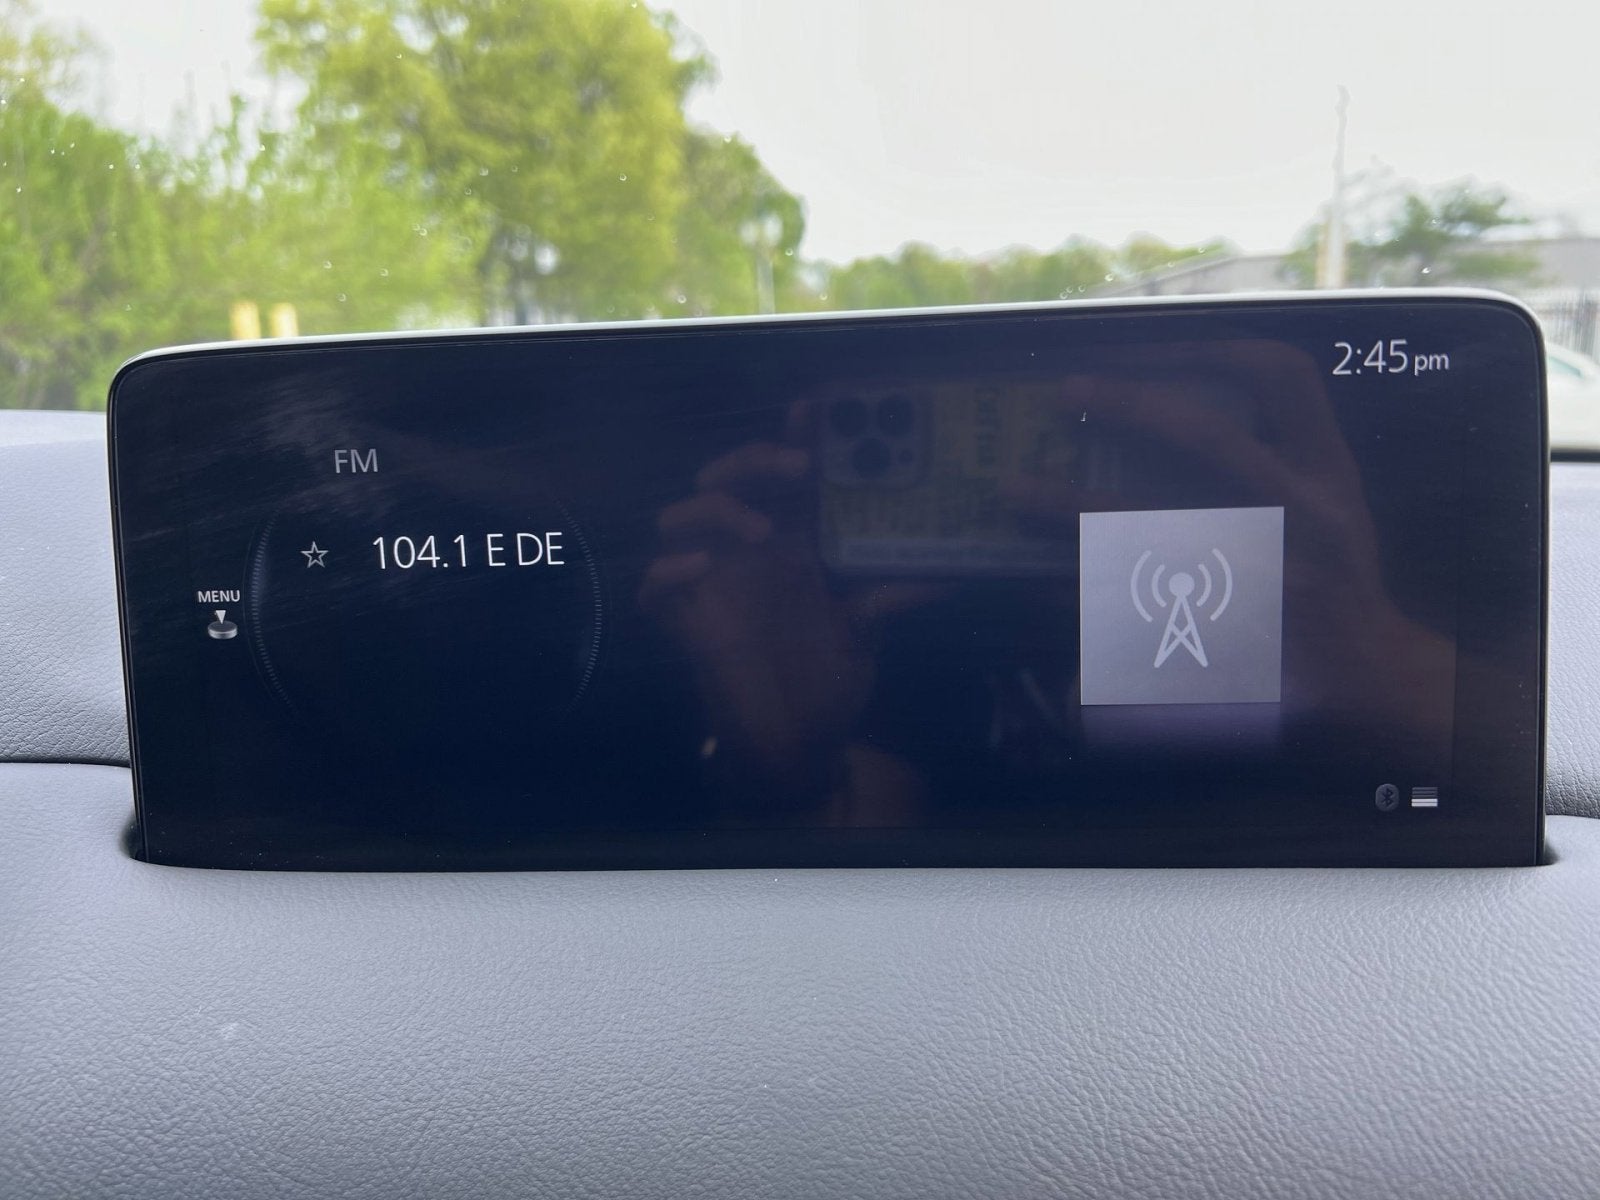 2:45 pm
FM
104.1 E DE
MENU